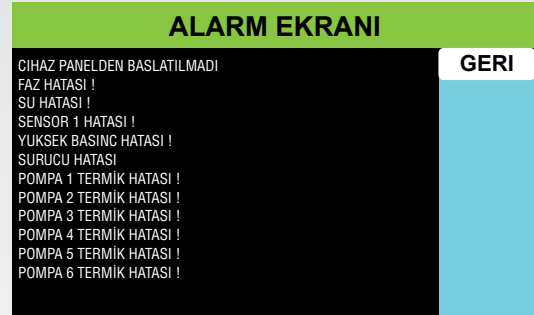 ALARM EKRANI
GERI
CIHAZ PANELDEN BASLATILMADI
FAZ HATASI !
SU HATASI !
SENSOR 1 HATASI !
YUKSEK BASINC HATASI !
SURUCU HATASI
POMPA 1 TERMİK HATASI !
POMPA 2 TERMİK HATASI !
POMPA 3 TERMİK HATASI !
POMPA 4 TERMİK HATASI !
POMPA 5 TERMİK HATASI !
POMPA 6 TERMİK HATASI !